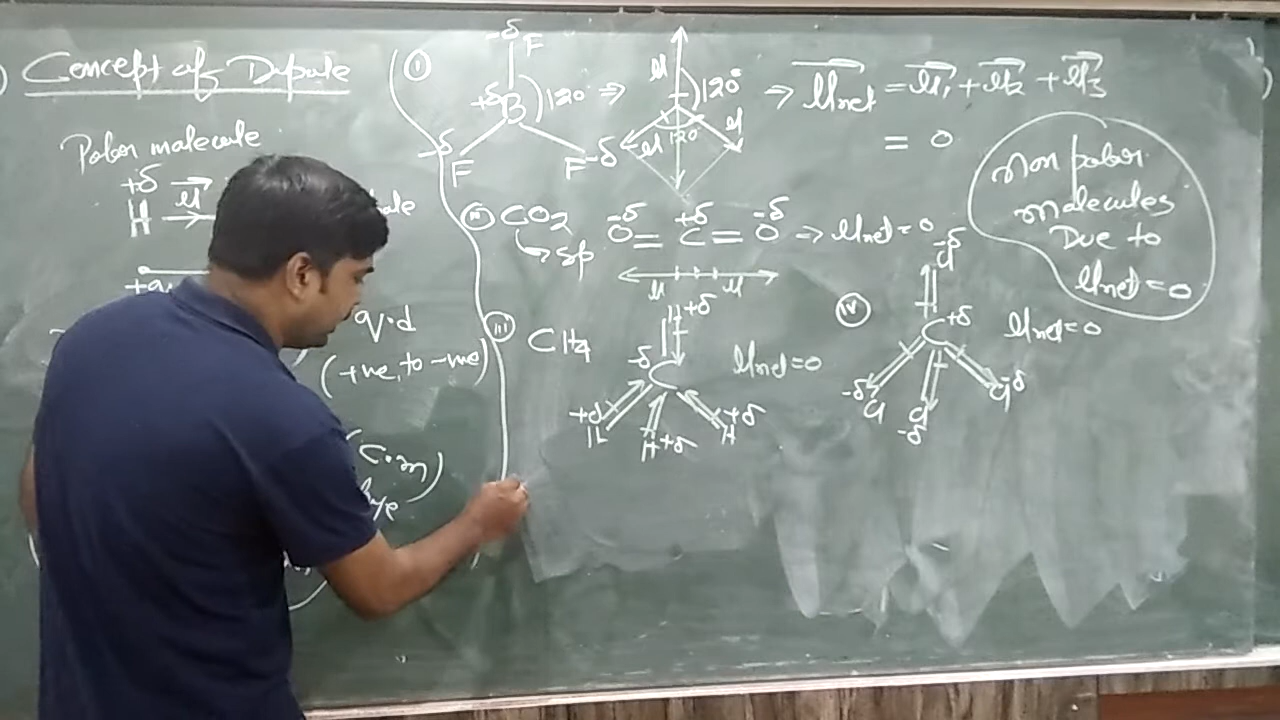 Concept of Dipole
Polar molecule
+δ
H
μ
+q
q.d
(+ve, to -ve)
(C.m)
(i)
-δ
F
+δ
B
120°
-δ
F
F
-δ
⇒
μ
120°
μ
120°
μ
⇒ μnet = μ1 + μ2 + μ3
= 0
Non polar
molecules
Due to
μnet = 0
(ii) CO2
sp
-δ +δ -δ
O = C = O ⇒ μnet = 0
μ μ
(iii) CH4
H+δ
-δ
C
μnet = 0
+δ
H
H+δ
+δ
H
(iv)
-δ
Cl
C+δ
μnet = 0
-δ
Cl
Cl
-δ
Cl-δ